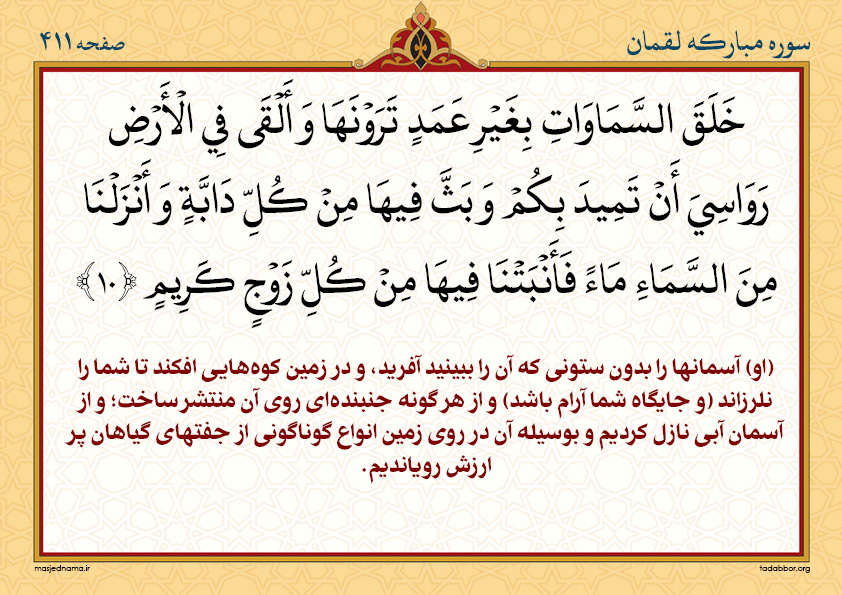 سوره مبارکه لقمان
صفحه ۴۱۱
خَلَقَ السَّمَاوَاتِ بِغَيْرِ عَمَدٍ تَرَوْنَهَا وَ أَلْقَى فِي الْأَرْضِ
رَوَاسِيَ أَنْ تَمِيدَ بِكُمْ وَ بَثَّ فِيهَا مِنْ كُلِّ دَابَّةٍ وَ أَنْزَلْنَا
مِنَ السَّمَاءِ مَاءً فَأَنْبَتْنَا فِيهَا مِنْ كُلِّ زَوْجٍ كَرِيمٍ ﴿۱۰﴾
(او) آسمانها را بدون ستونی که آن را ببینید آفرید، و در زمین کوه‌هایی افکند تا شما را
نلرزاند (و جایگاه شما آرام باشد) و از هر گونه جنبنده‌ای روی آن منتشر ساخت؛ و از
آسمان آبی نازل کردیم و بوسیله آن در روی زمین انواع گوناگونی از جفتهای گیاهان پر
ارزش رویاندیم.
masjednama.ir
tadabbor.org